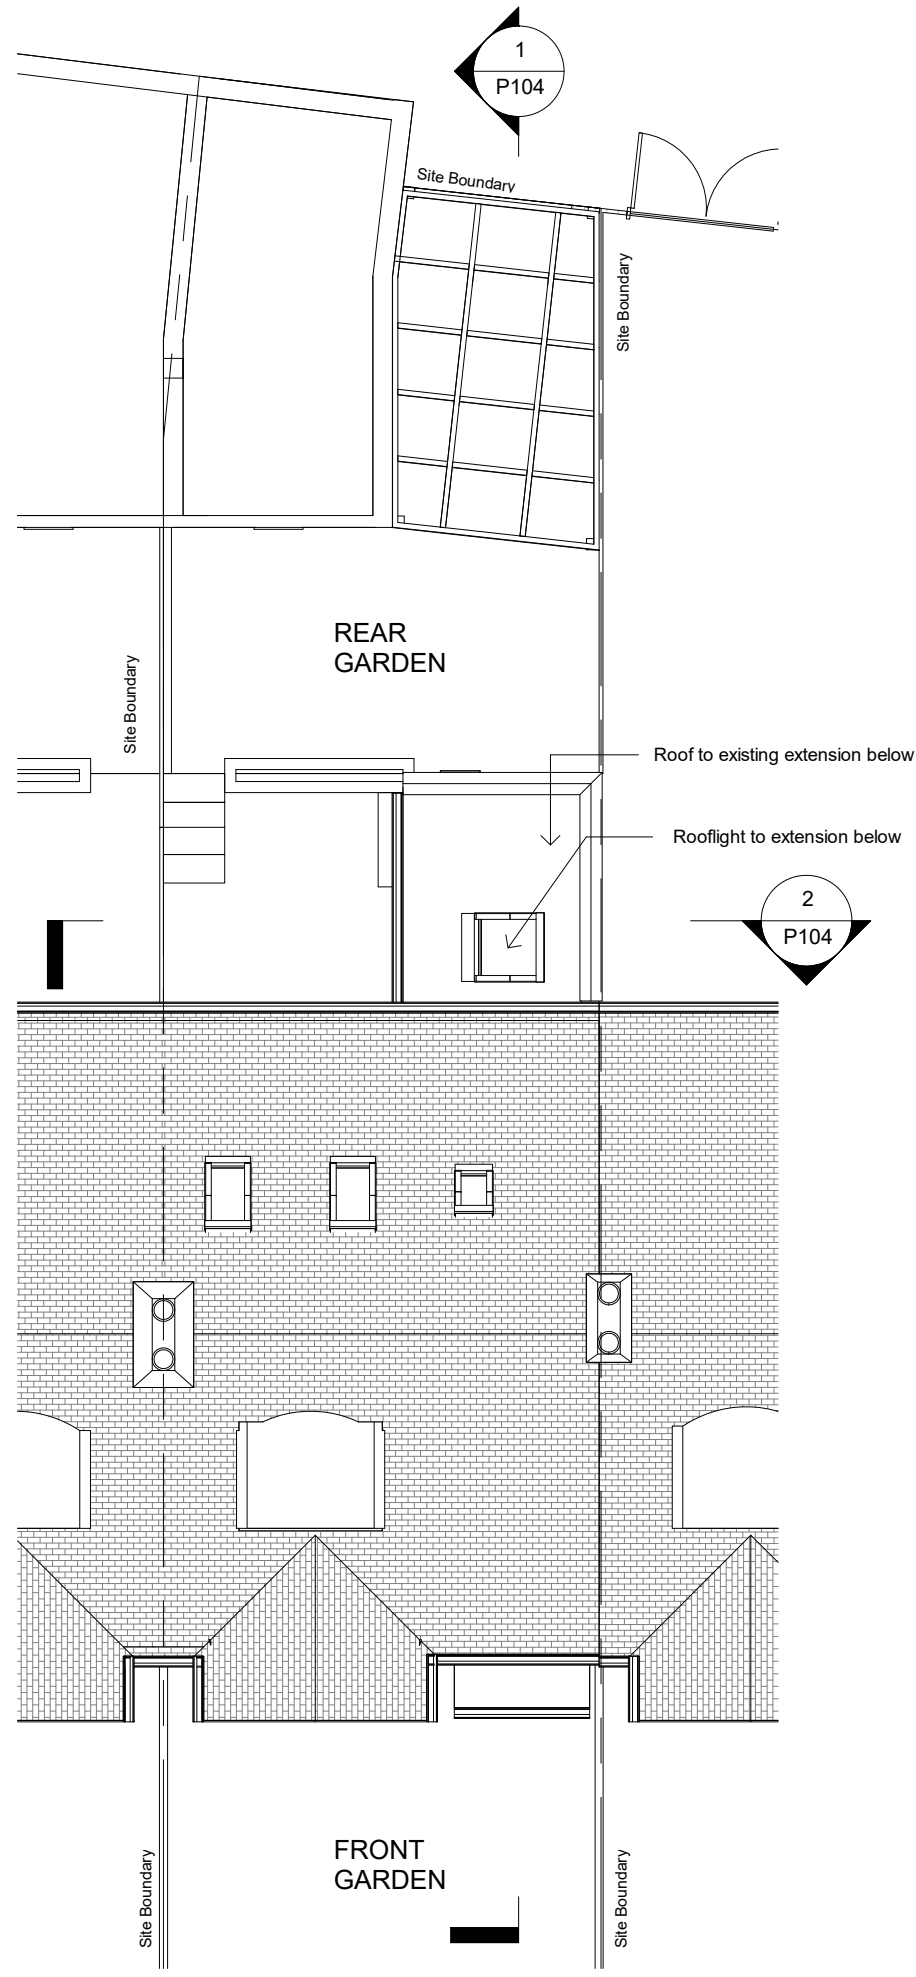 1
P104
Site Boundary
Site Boundary
REAR
GARDEN
Site Boundary
Roof to existing extension below
Rooflight to extension below
2
P104
FRONT
GARDEN
Site Boundary
Site Boundary